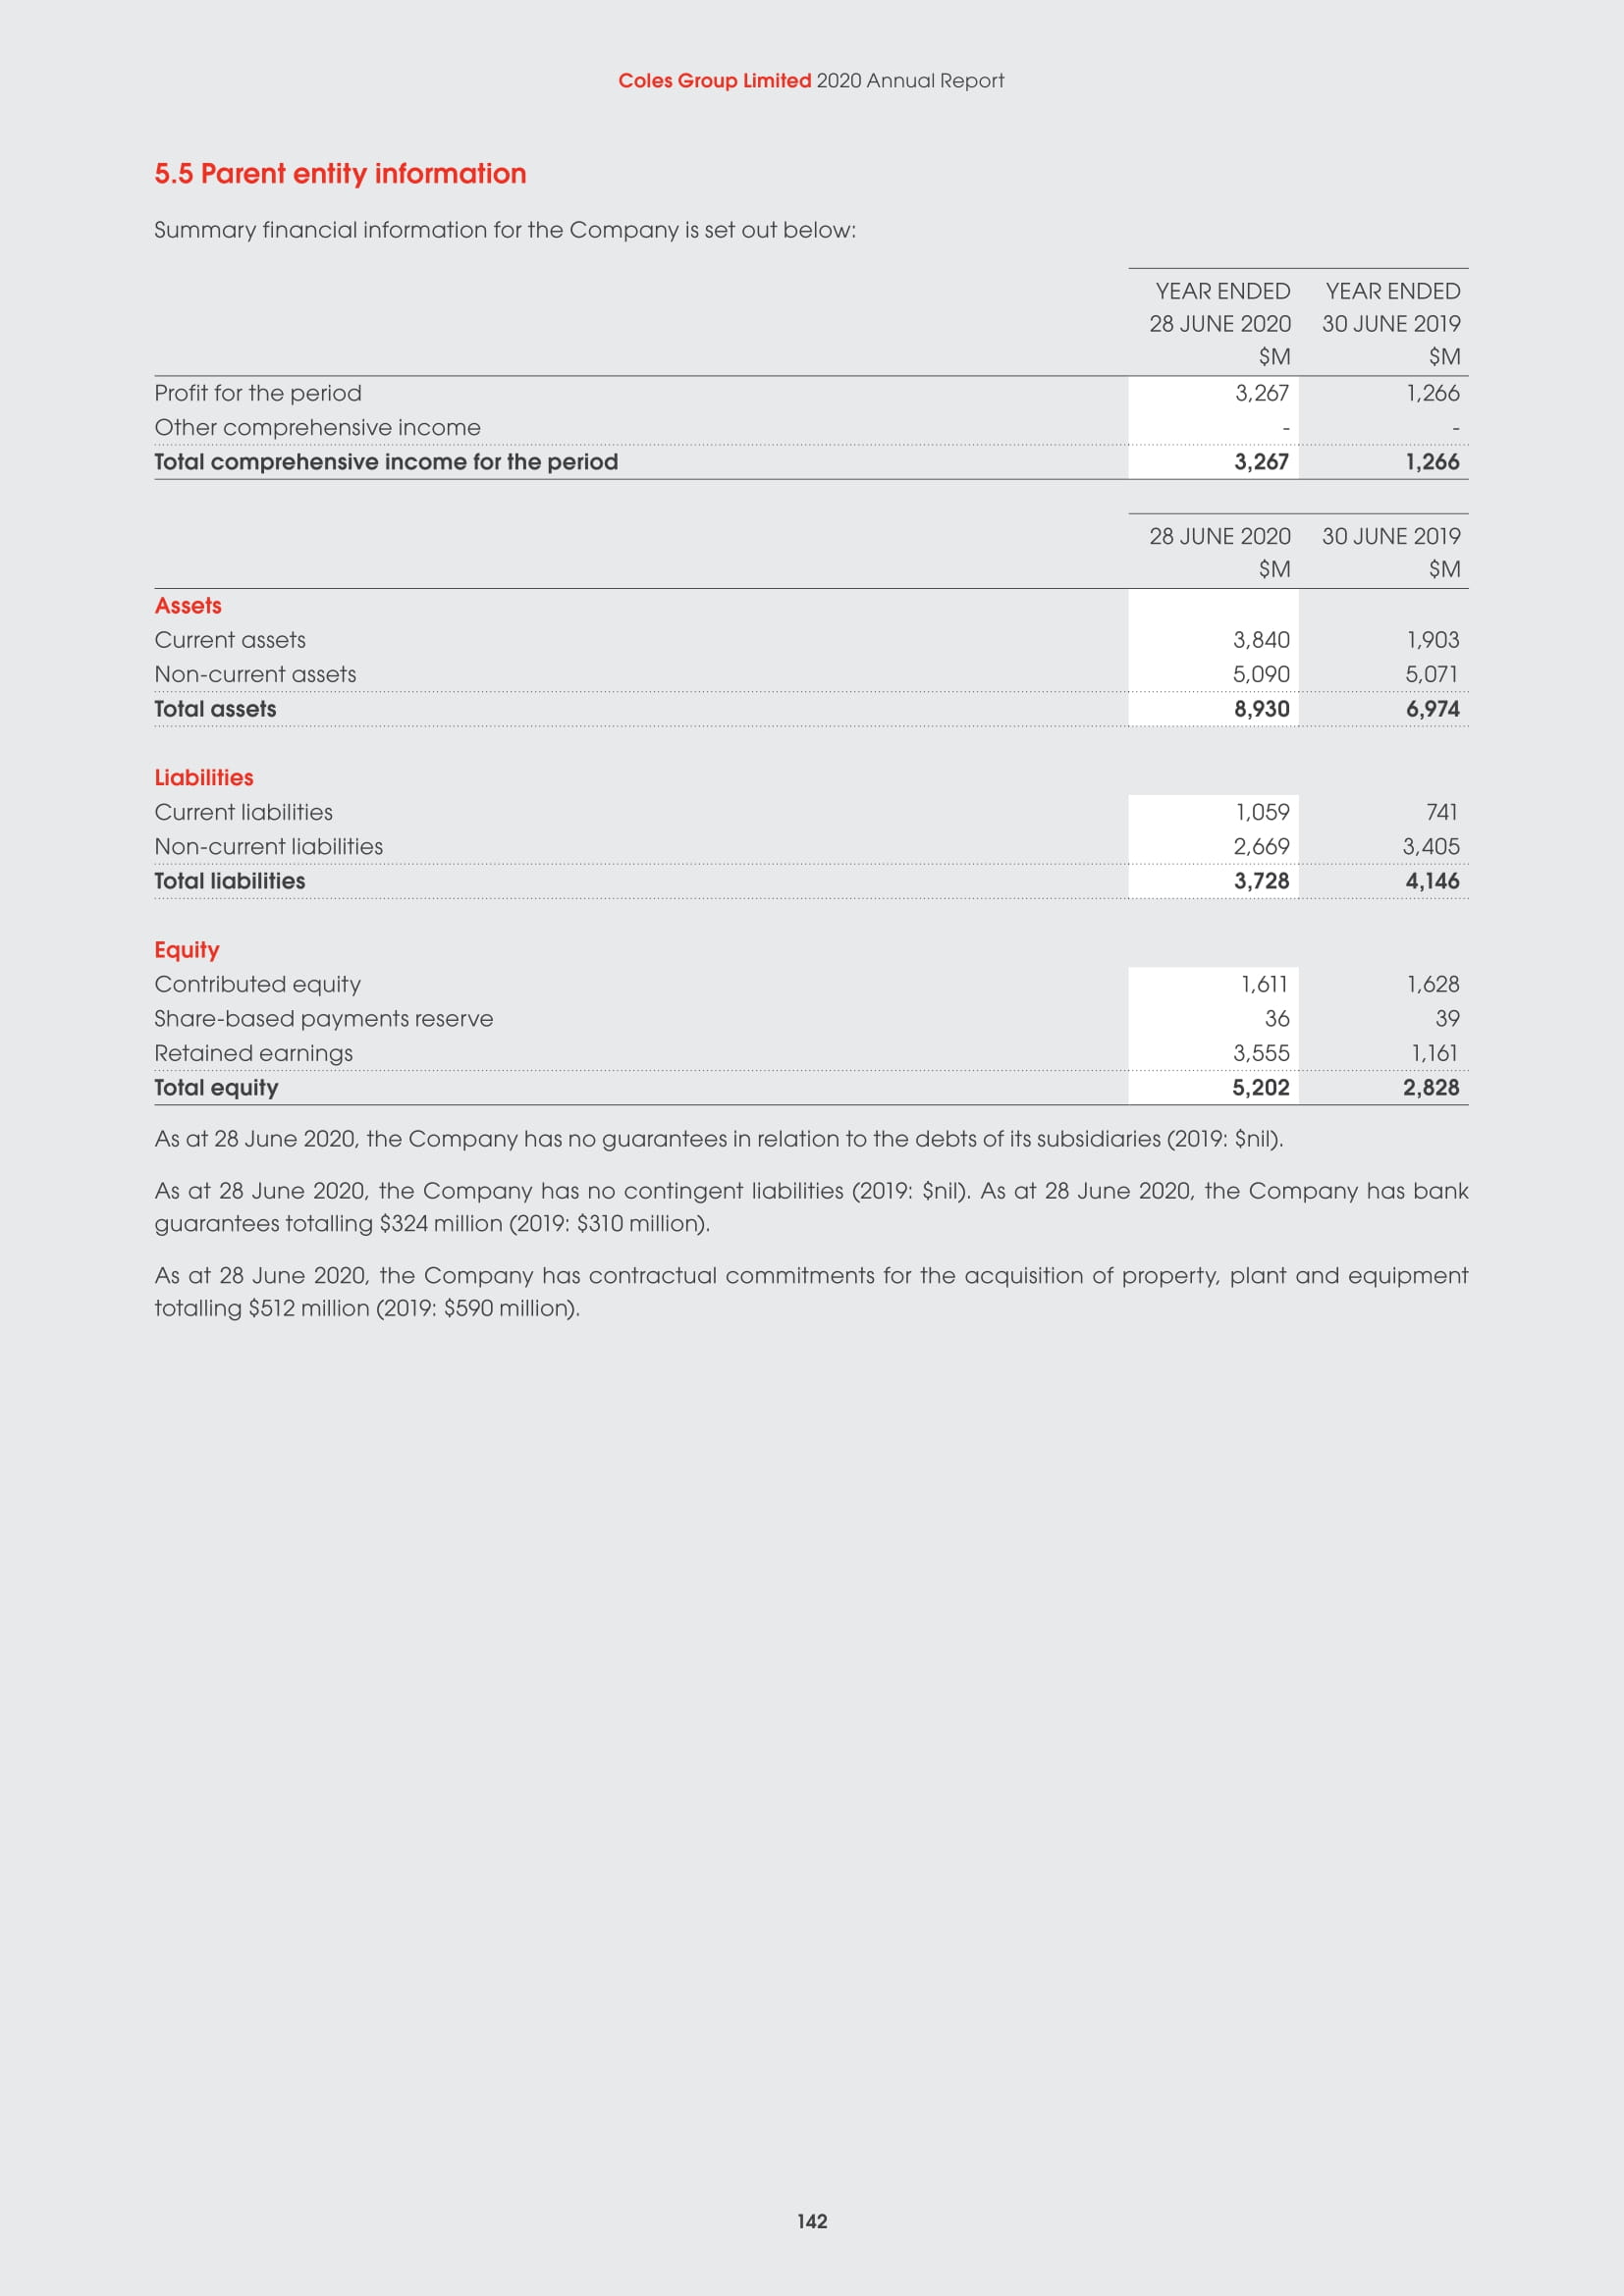 Coles Group Limited 2020 Annual Report
5.5 Parent entity information
Summary financial information for the Company is set out below:
YEAR ENDED YEAR ENDED
28 JUNE 2020 30 JUNE 2019
$M $M
Profit for the period 3,267 1,266
Other comprehensive income - -
Total comprehensive income for the period 3,267 1,266
28 JUNE 2020 30 JUNE 2019
$M $M
Assets
Current assets 3,840 1,903
Non-current assets 5,090 5,071
Total assets 8,930 6,974
Liabilities
Current liabilities 1,059 741
Non-current liabilities 2,669 3,405
Total liabilities 3,728 4,146
Equity
Contributed equity 1,611 1,628
Share-based payments reserve 36 39
Retained earnings 3,555 1,161
Total equity 5,202 2,828
As at 28 June 2020, the Company has no guarantees in relation to the debts of its subsidiaries (2019: $nil).
As at 28 June 2020, the Company has no contingent liabilities (2019: $nil). As at 28 June 2020, the Company has bank
guarantees totalling $324 million (2019: $310 million).
As at 28 June 2020, the Company has contractual commitments for the acquisition of property, plant and equipment
totalling $512 million (2019: $590 million).
142